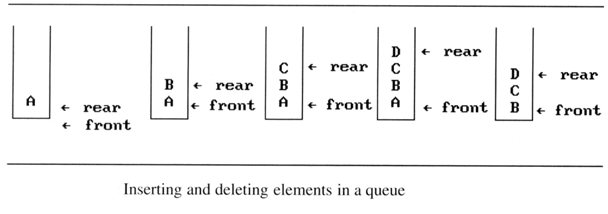 A ← rear
← front
B ← rear
A ← front
C ← rear
B
A ← front
D ← rear
C
B
A ← front
D ← rear
C
B ← front
Inserting and deleting elements in a queue